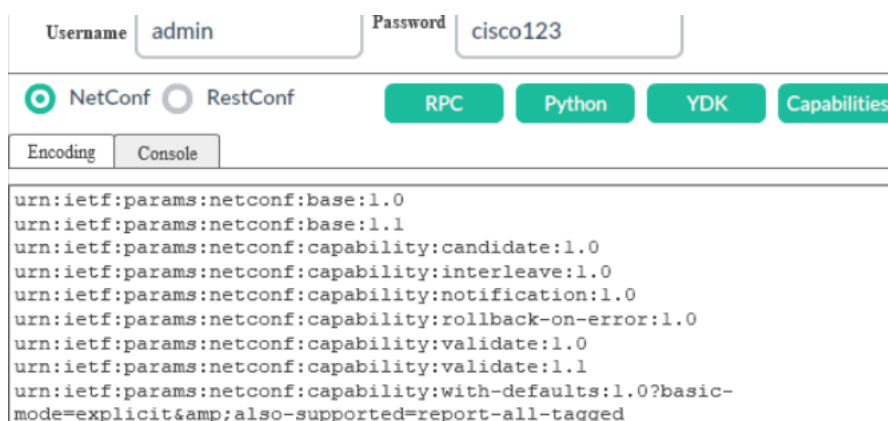 Username admin Password cisco123
NetConf RestConf RPC Python YDK Capabilities
Encoding Console
urn:ietf:params:netconf:base:1.0
urn:ietf:params:netconf:base:1.1
urn:ietf:params:netconf:capability:candidate:1.0
urn:ietf:params:netconf:capability:interleave:1.0
urn:ietf:params:netconf:capability:notification:1.0
urn:ietf:params:netconf:capability:rollback-on-error:1.0
urn:ietf:params:netconf:capability:validate:1.0
urn:ietf:params:netconf:capability:validate:1.1
urn:ietf:params:netconf:capability:with-defaults:1.0?basic-
mode=explicit&amp;also-supported=report-all-tagged